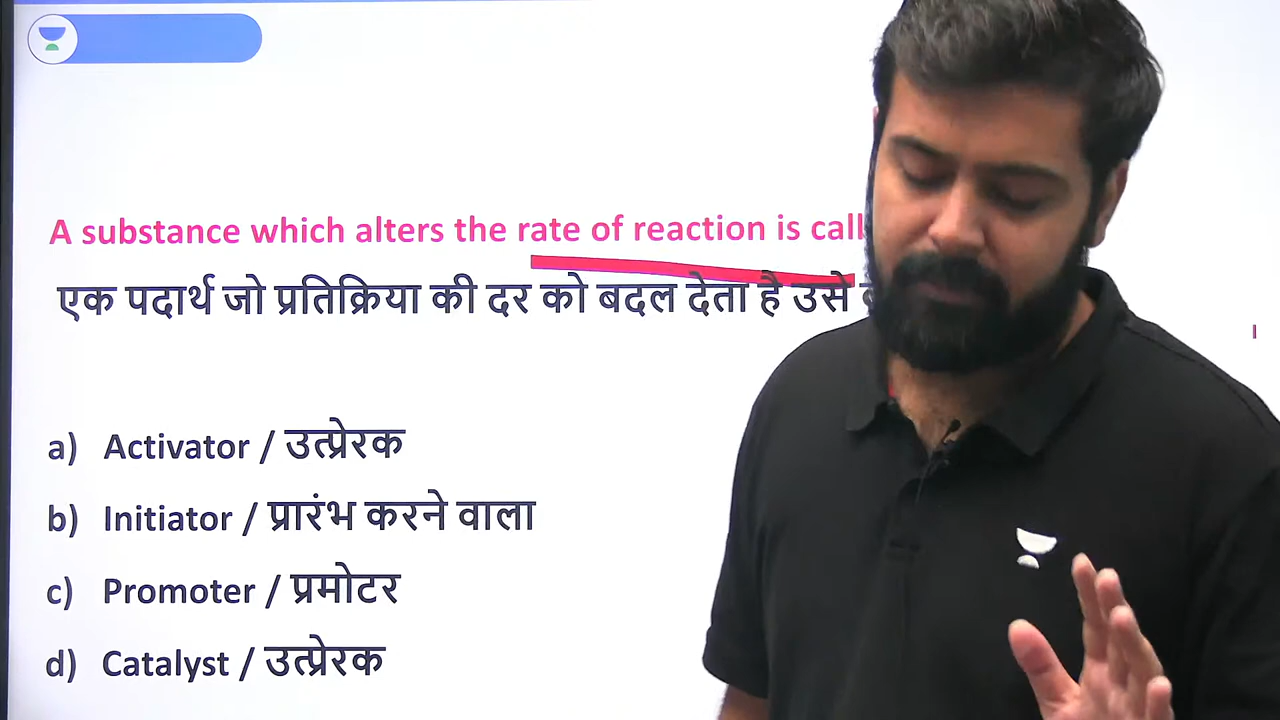 A substance which alters the rate of reaction is call
एक पदार्थ जो प्रतिक्रिया की दर को बदल देता है उसे
a) Activator / उत्प्रेरक
b) Initiator / प्रारंभ करने वाला
c) Promoter / प्रमोटर
d) Catalyst / उत्प्रेरक